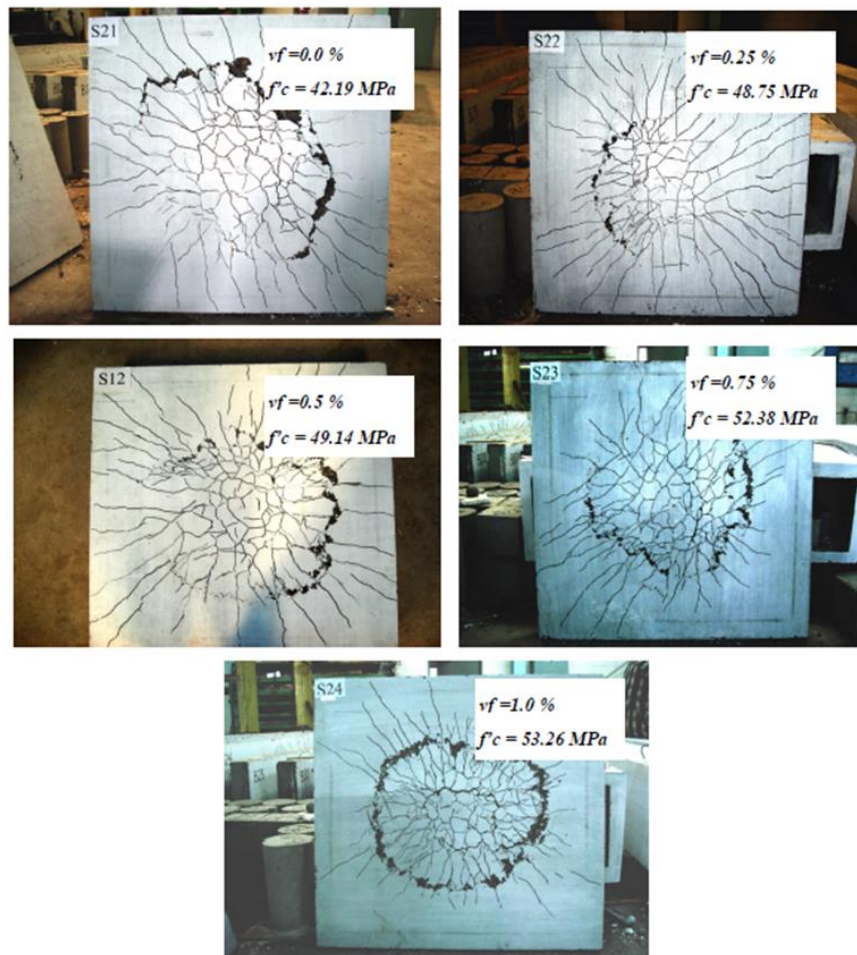 S21
vf =0.0 %
f'c = 42.19 MPa
S22
vf =0.25 %
f'c = 48.75 MPa
S12
vf =0.5 %
f'c = 49.14 MPa
S23
vf =0.75 %
f'c = 52.38 MPa
S24
vf =1.0 %
f'c = 53.26 MPa